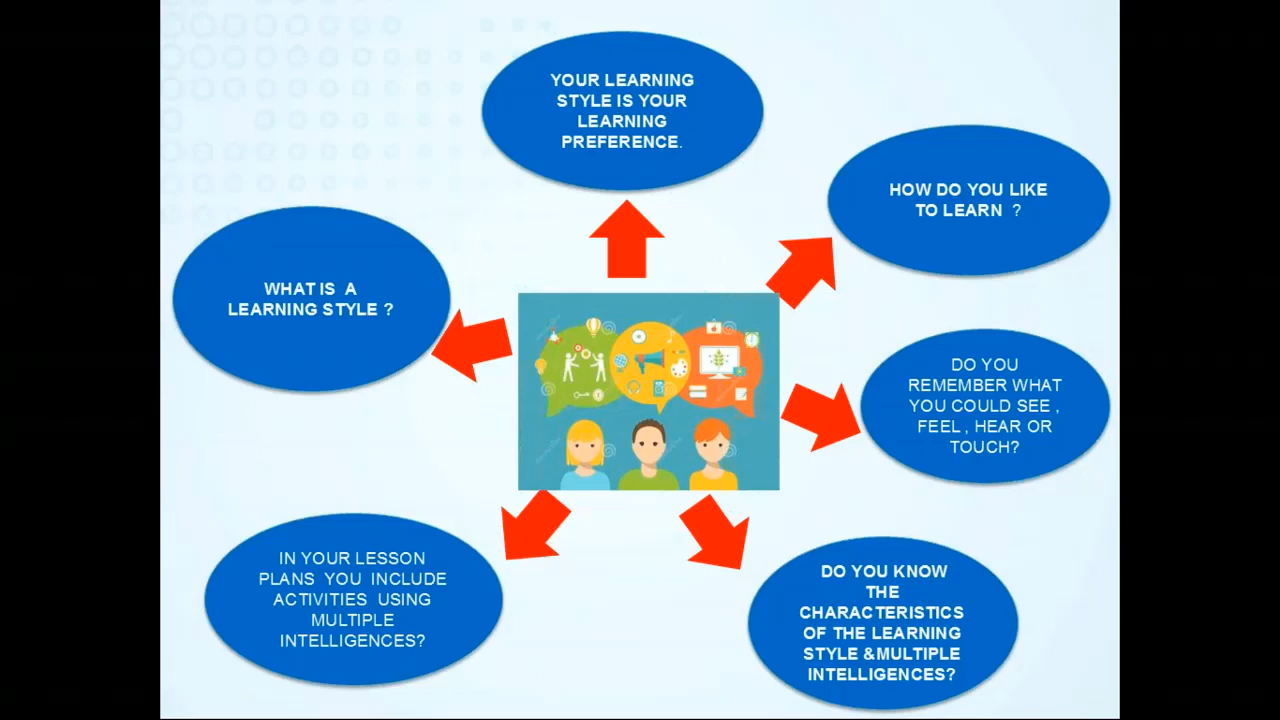 YOUR LEARNING
STYLE IS YOUR
LEARNING
PREFERENCE.
HOW DO YOU LIKE
TO LEARN ?
WHAT IS A
LEARNING STYLE ?
DO YOU
REMEMBER WHAT
YOU COULD SEE ,
FEEL , HEAR OR
TOUCH?
IN YOUR LESSON
PLANS YOU INCLUDE
ACTIVITIES USING
MULTIPLE
INTELLIGENCES?
DO YOU KNOW
THE
CHARACTERISTICS
OF THE LEARNING
STYLE &MULTIPLE
INTELLIGENCES?